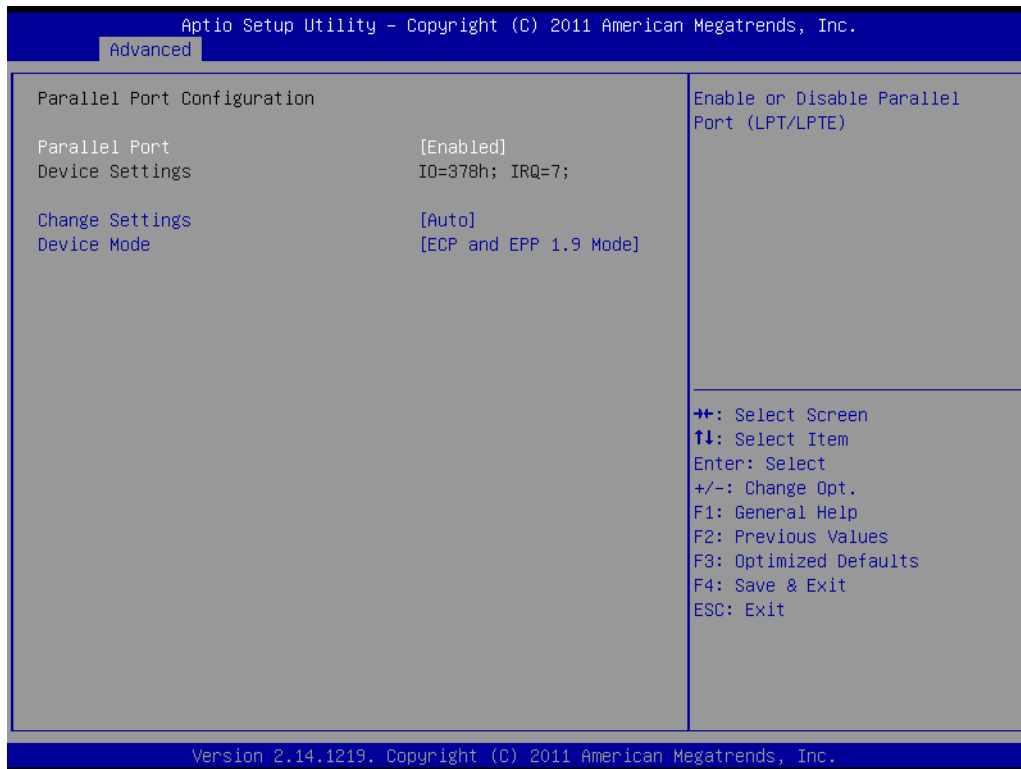 Aptio Setup Utility – Copyright (C) 2011 American Megatrends, Inc.
Advanced
Parallel Port Configuration
Parallel Port [Enabled]
Device Settings IO=378h; IRQ=7;
Change Settings [Auto]
Device Mode [ECP and EPP 1.9 Mode]
Enable or Disable Parallel
Port (LPT/LPTE)
→←: Select Screen
↑↓: Select Item
Enter: Select
+/-: Change Opt.
F1: General Help
F2: Previous Values
F3: Optimized Defaults
F4: Save & Exit
ESC: Exit
Version 2.14.1219. Copyright (C) 2011 American Megatrends, Inc.